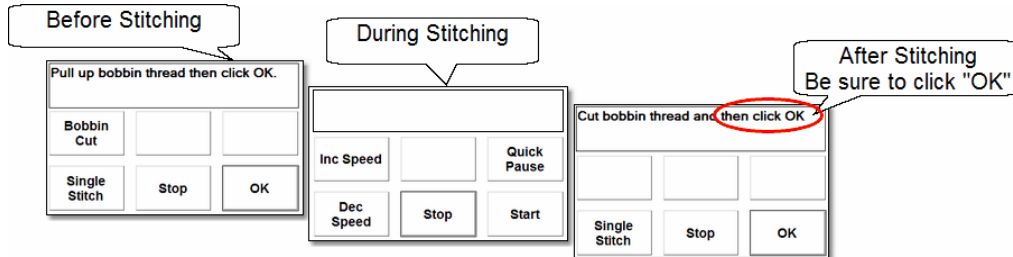 Before Stitching
Pull up bobbin thread then click OK.
Bobbin
Cut
Single
Stitch
Stop
OK
During Stitching
Inc Speed
Quick
Pause
Dec
Speed
Stop
Start
After Stitching
Be sure to click "OK"
Cut bobbin thread and then click OK
Single
Stitch
Stop
OK